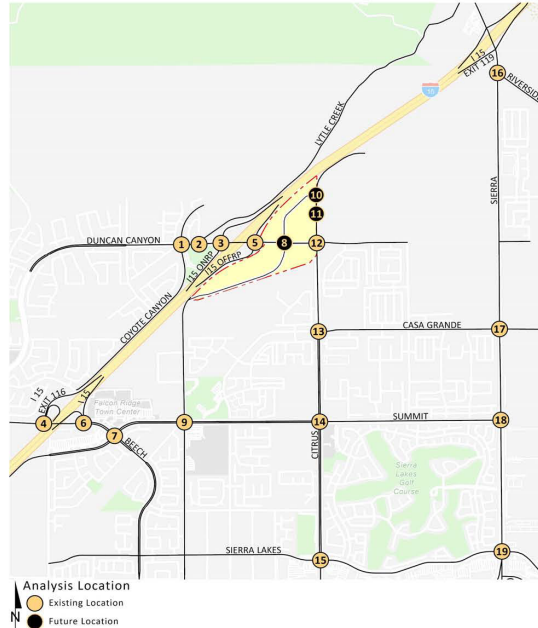 I 15
EXIT 119
16
RIVERSIDE
15
LYTLE CREEK
SIERRA
10
11
DUNCAN CANYON
1
2
3
5
8
12
I15 ONRP
I15 OFFRP
COYOTE CANYON
13
CASA GRANDE
17
I 15
EXIT 116
I 15
Falcon Ridge
Town Center
4
6
7
BEECH
9
14
SUMMIT
18
CITRUS
Sierra
Lakes
Golf
Course
SIERRA LAKES
15
19
Analysis Location
Existing Location
Future Location
N